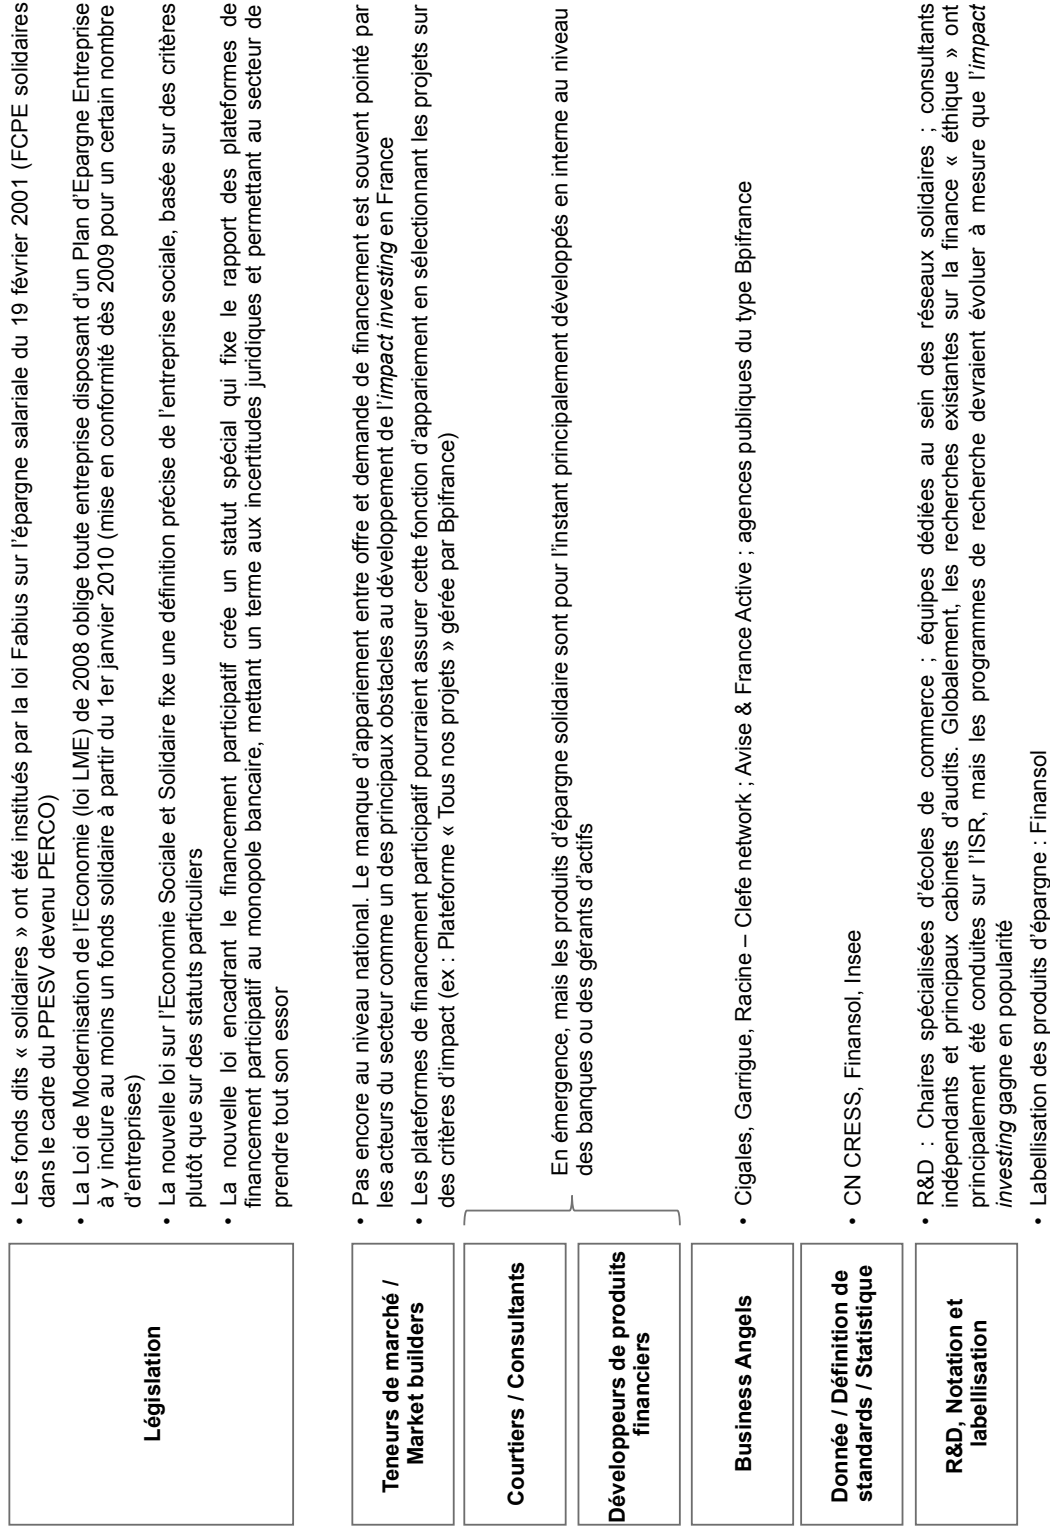 Législation
• Les fonds dits « solidaires » ont été institués par la loi Fabius sur l’épargne salariale du 19 février 2001 (FCPE solidaires
dans le cadre du PPESV devenu PERCO)
• La Loi de Modernisation de l’Economie (loi LME) de 2008 oblige toute entreprise disposant d’un Plan d’Epargne Entreprise
à y inclure au moins un fonds solidaire à partir du 1er janvier 2010 (mise en conformité dès 2009 pour un certain nombre
d’entreprises)
• La nouvelle loi sur l’Economie Sociale et Solidaire fixe une définition précise de l’entreprise sociale, basée sur des critères
plutôt que sur des statuts particuliers
• La nouvelle loi encadrant le financement participatif crée un statut spécial qui fixe le rapport des plateformes de
financement participatif au monopole bancaire, mettant un terme aux incertitudes juridiques et permettant au secteur de
prendre tout son essor
Teneurs de marché /
Market builders
• Pas encore au niveau national. Le manque d’appariement entre offre et demande de financement est souvent pointé par
les acteurs du secteur comme un des principaux obstacles au développement de l’impact investing en France
• Les plateformes de financement participatif pourraient assurer cette fonction d’appariement en sélectionnant les projets sur
des critères d’impact (ex : Plateforme « Tous nos projets » gérée par Bpifrance)
Courtiers / Consultants
Développeurs de produits
financiers
En émergence, mais les produits d’épargne solidaire sont pour l’instant principalement développés en interne au niveau
des banques ou des gérants d’actifs
Business Angels
• Cigales, Garrigue, Racine – Clefe network ; Avise & France Active ; agences publiques du type Bpifrance
Donnée / Définition de
standards / Statistique
• CN CRESS, Finansol, Insee
R&D, Notation et
labellisation
• R&D : Chaires spécialisées d’écoles de commerce ; équipes dédiées au sein des réseaux solidaires ; consultants
indépendants et principaux cabinets d’audits. Globalement, les recherches existantes sur la finance « éthique » ont
principalement été conduites sur l’ISR, mais les programmes de recherche devraient évoluer à mesure que l’impact
investing gagne en popularité
• Labellisation des produits d’épargne : Finansol